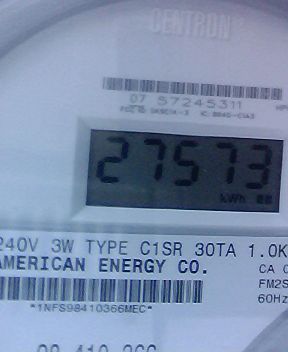 CENTRON
07 57245311
27573
kWh
240V 3W TYPE C1SR 30TA 1.0K
AMERICAN ENERGY CO.
CA
FM2S
60Hz
*1NFS98410366MEC*